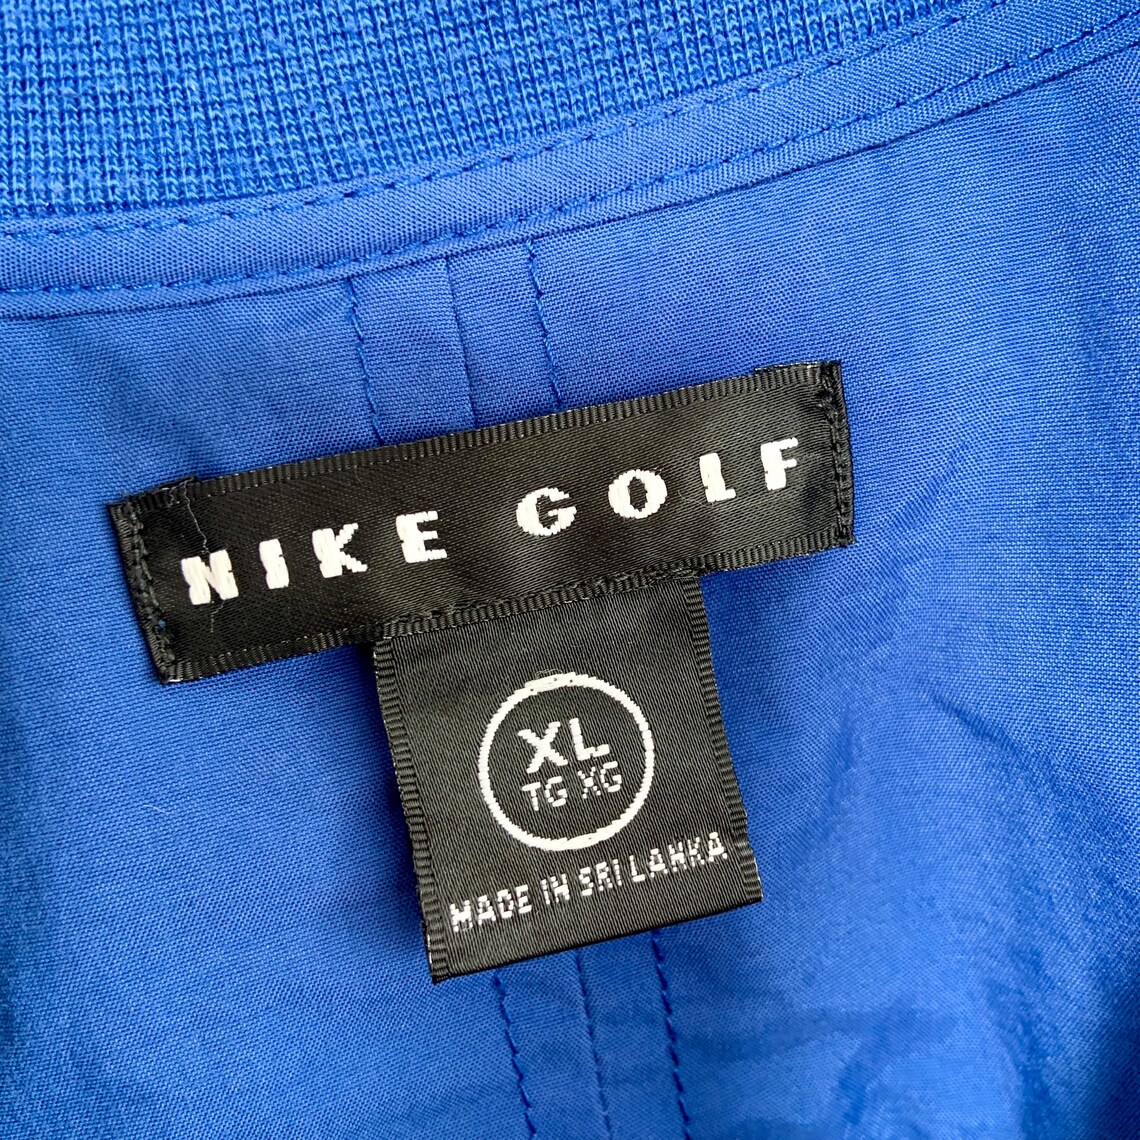 NIKE GOLF
XL
TG XG
MADE IN SRI LANKA